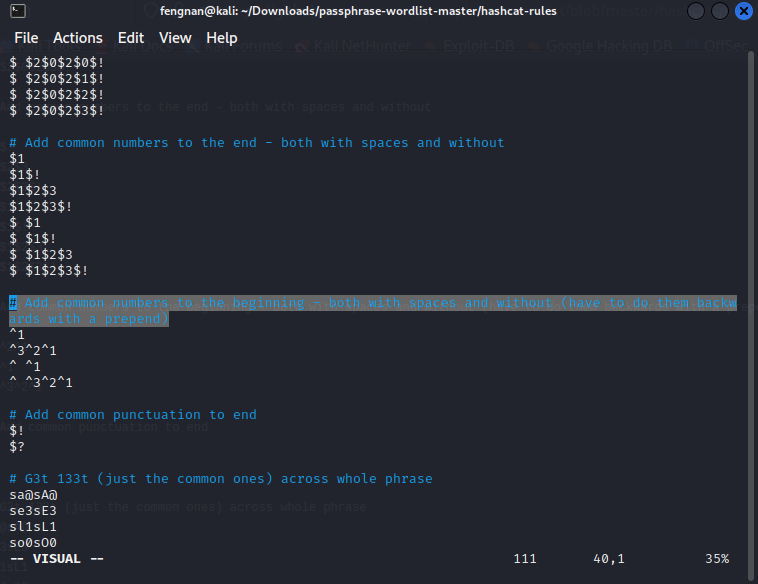 fengnan@kali: ~/Downloads/passphrase-wordlist-master/hashcat-rules
File Actions Edit View Help
$ $2$0$2$0$!
$ $2$0$2$1$!
$ $2$0$2$2$!
$ $2$0$2$3$!
# Add common numbers to the end - both with spaces and without
$1
$1$!
$1$2$3
$1$2$3$!
$ $1
$ $1$!
$ $1$2$3
$ $1$2$3$!
# Add common numbers to the beginning - both with spaces and without (have to do them backw
ards with a prepend)
^1
^3^2^1
^ ^1
^ ^3^2^1
# Add common punctuation to end
$!
$?
# G3t 133t (just the common ones) across whole phrase
sa@sA@
se3sE3
sl1sL1
so0sO0
-- VISUAL -- 111 40,1 35%